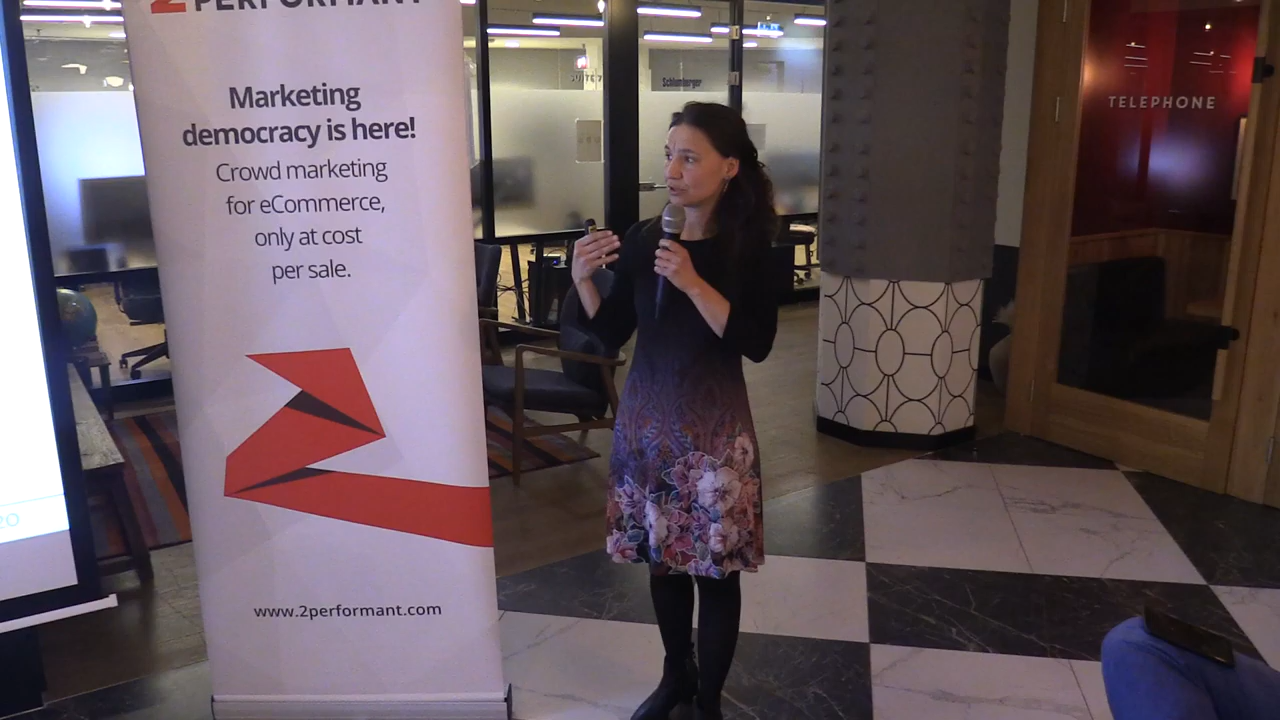 2PERFORMANT
Marketing
democracy is here!
Crowd marketing
for eCommerce,
only at cost
per sale.
www.2performant.com
Schlumberger
TELEPHONE
20